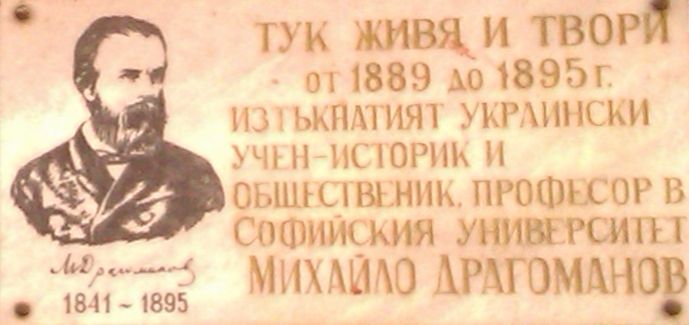 ТУК ЖИВЯ И ТВОРИ
ОТ 1889 ДО 1895 Г.
ИЗТЪКНАТИЯТ УКРАИНСКИ
УЧЕН-ИСТОРИК И
ОБЩЕСТВЕНИК, ПРОФЕСОР В
СОФИЙСКИЯ УНИВЕРСИТЕТ
МИХАЙЛО ДРАГОМАНОВ
М Драгоманов
1841 ~ 1895